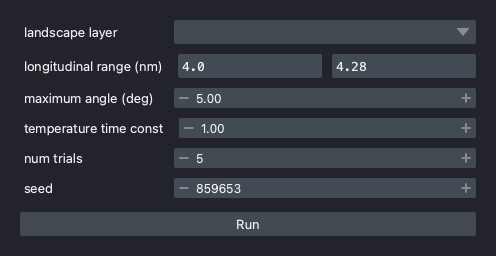 landscape layer
longitudinal range (nm) 4.0 4.28
maximum angle (deg) − 5.00 +
temperature time const − 1.00 +
num trials − 5 +
seed − 859653 +
Run